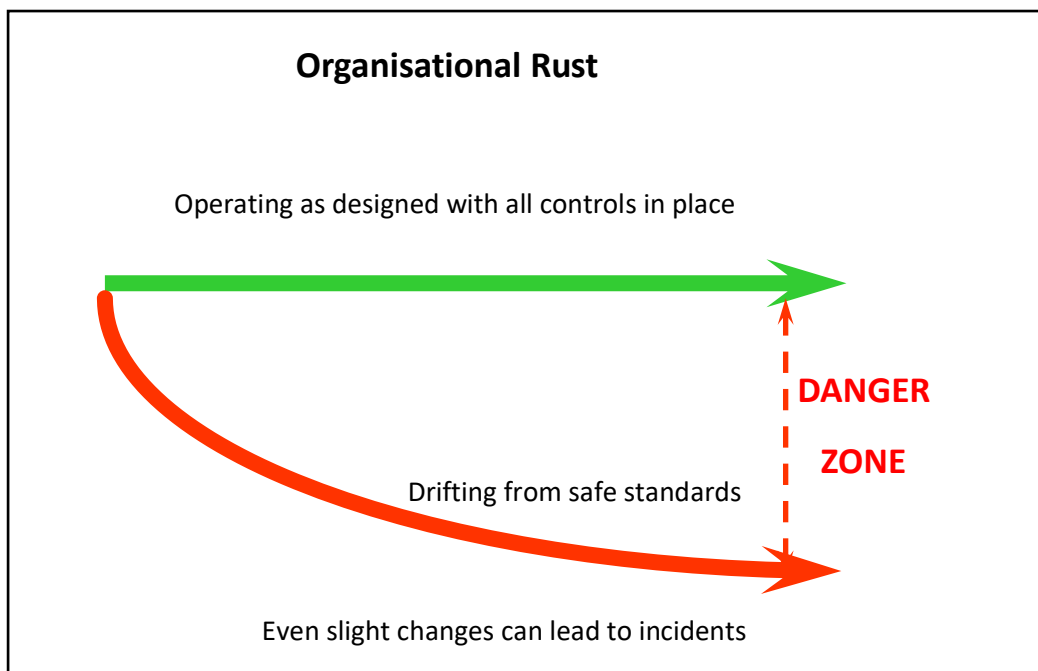 Organisational Rust
Operating as designed with all controls in place
DANGER
ZONE
Drifting from safe standards
Even slight changes can lead to incidents